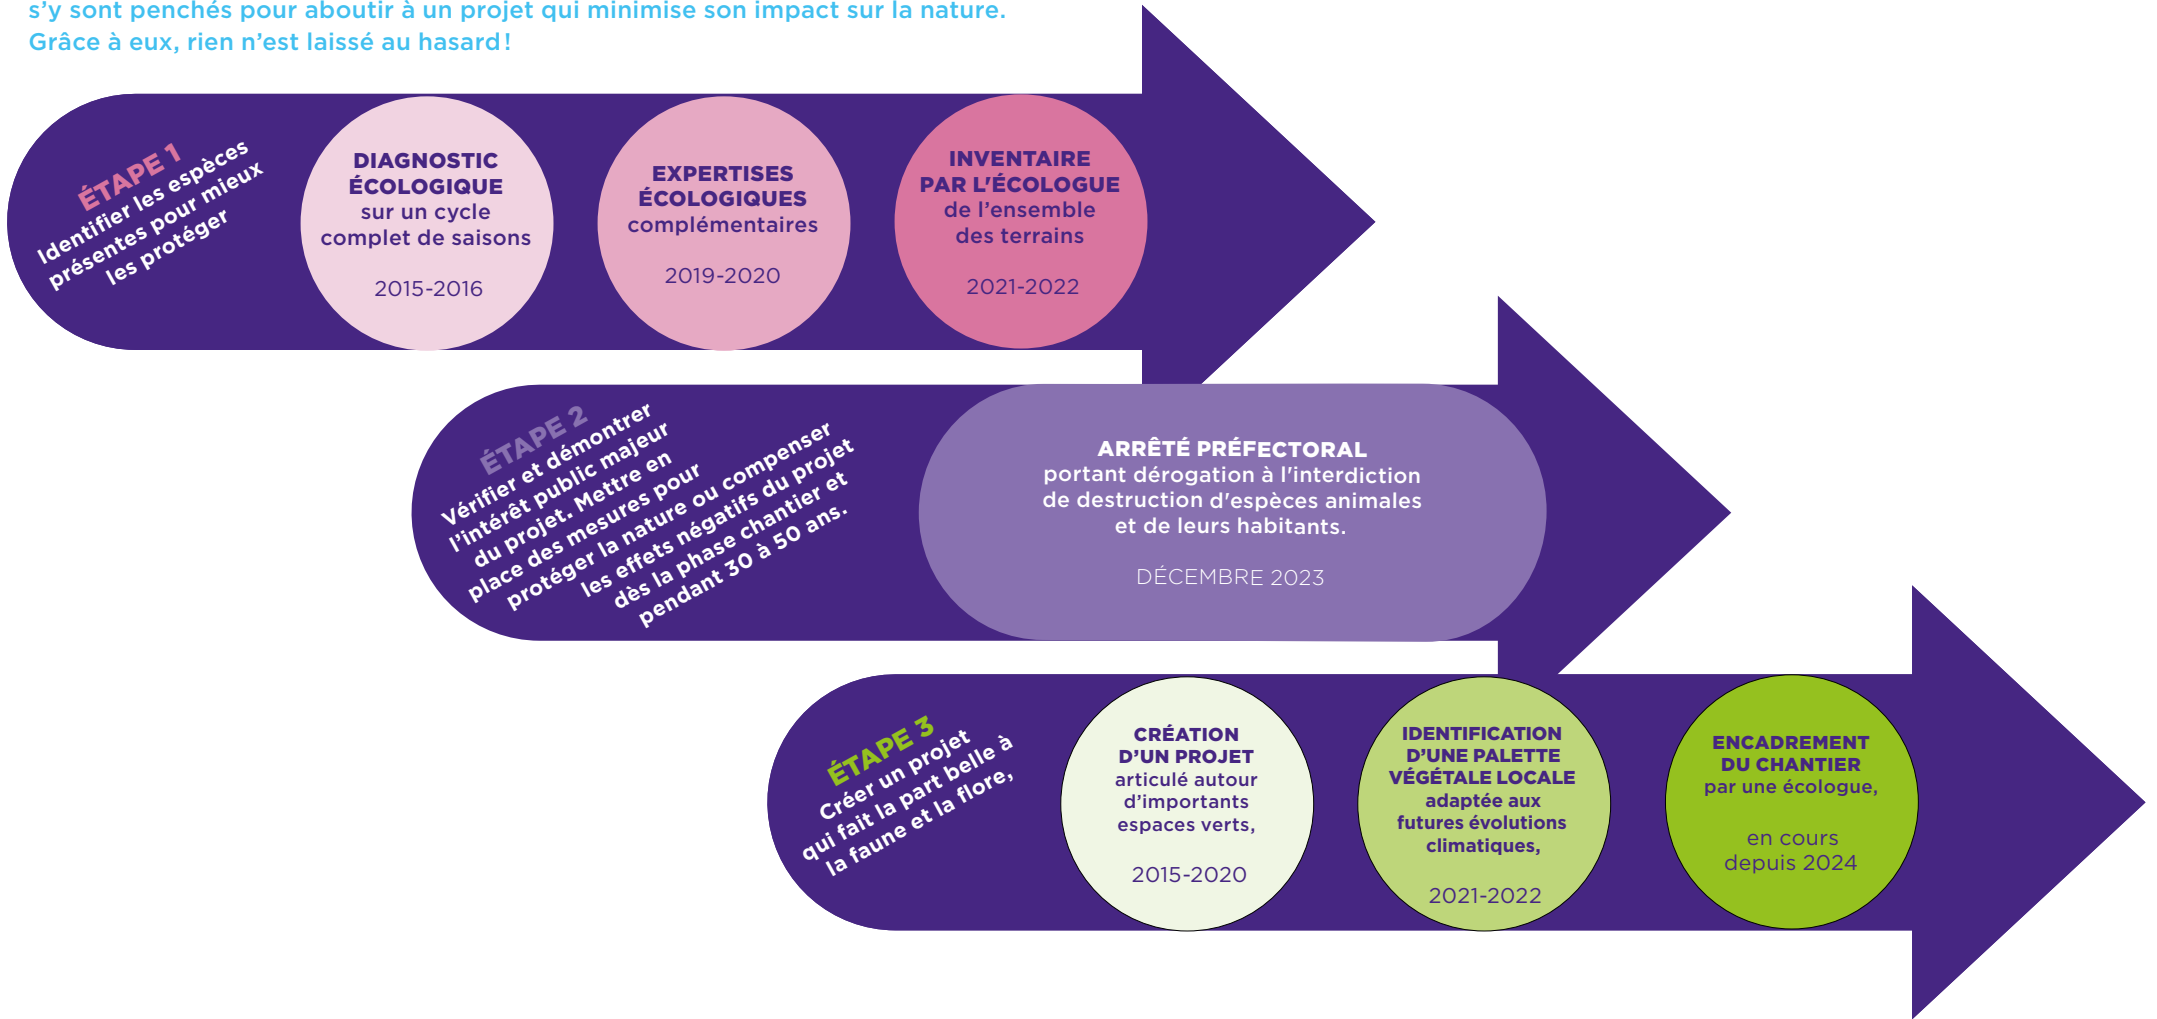 s’y sont penchés pour aboutir à un projet qui minimise son impact sur la nature.
Grâce à eux, rien n’est laissé au hasard !
ÉTAPE 1
Identifier les espèces
présentes pour mieux
les protéger
DIAGNOSTIC
ÉCOLOGIQUE
sur un cycle
complet de saisons
2015-2016
EXPERTISES
ÉCOLOGIQUES
complémentaires
2019-2020
INVENTAIRE
PAR L'ÉCOLOGUE
de l’ensemble
des terrains
2021-2022
ÉTAPE 2
Vérifier et démontrer
l’intérêt public majeur
du projet. Mettre en
place des mesures pour
protéger la nature ou compenser
les effets négatifs du projet
dès la phase chantier et
pendant 30 à 50 ans.
ARRÊTÉ PRÉFECTORAL
portant dérogation à l'interdiction
de destruction d'espèces animales
et de leurs habitants.
DÉCEMBRE 2023
ÉTAPE 3
Créer un projet
qui fait la part belle à
la faune et la flore,
CRÉATION
D’UN PROJET
articulé autour
d’importants
espaces verts,
2015-2020
IDENTIFICATION
D’UNE PALETTE
VÉGÉTALE LOCALE
adaptée aux
futures évolutions
climatiques,
2021-2022
ENCADREMENT
DU CHANTIER
par une écologue,
en cours
depuis 2024